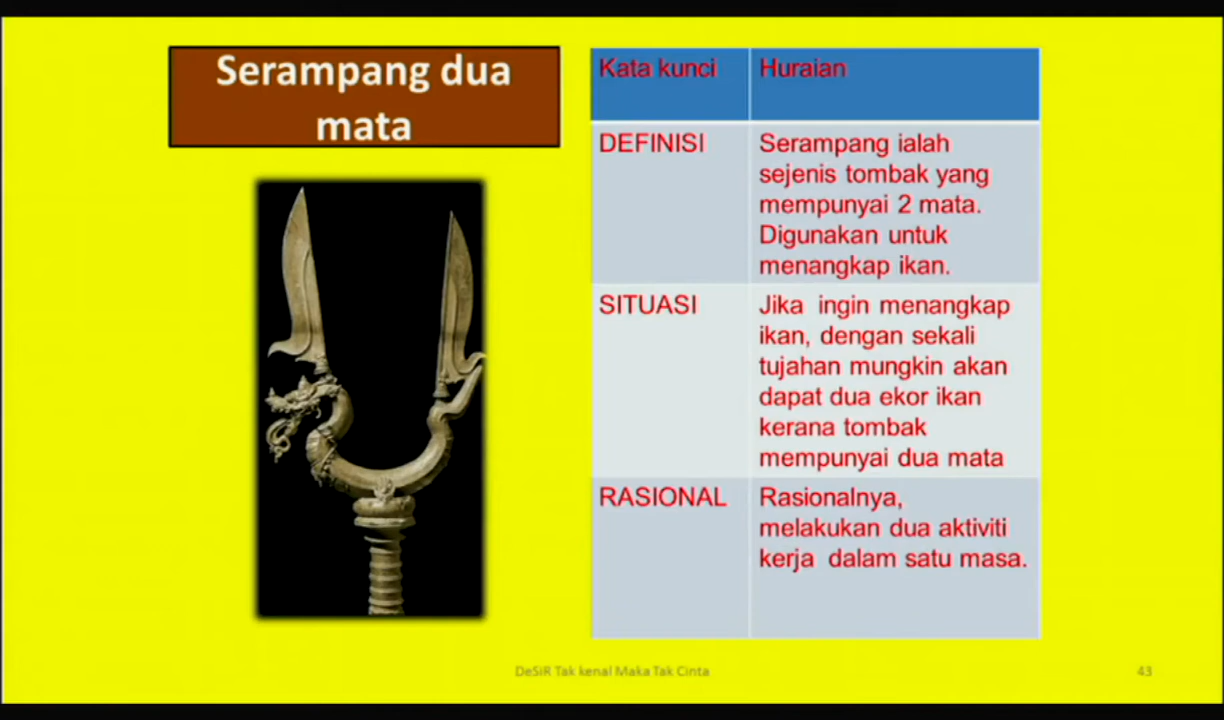 Serampang dua
mata
Kata kunci
Huraian
DEFINISI
Serampang ialah
sejenis tombak yang
mempunyai 2 mata.
Digunakan untuk
menangkap ikan.
SITUASI
Jika ingin menangkap
ikan, dengan sekali
tujahan mungkin akan
dapat dua ekor ikan
kerana tombak
mempunyai dua mata
RASIONAL
Rasionalnya,
melakukan dua aktiviti
kerja dalam satu masa.
DeSiR Tak kenal Maka Tak Cinta
43